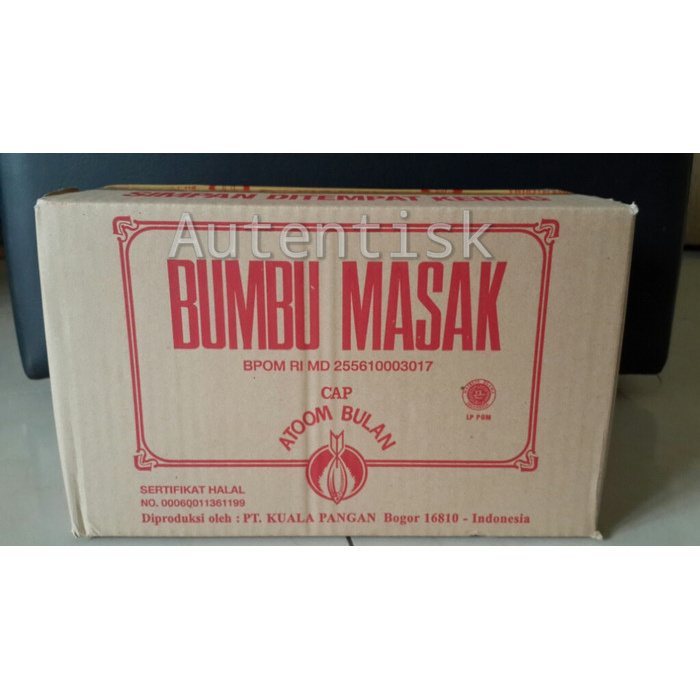 SIMPAN DITEMPAT KERING
Autentisk
BUMBU MASAK
BPOM RI MD 255610003017
CAP
ATOOM BULAN
LP POM
SERTIFIKAT HALAL
NO. 00060011361199
Diproduksi oleh : PT. KUALA PANGAN Bogor 16810 - Indonesia